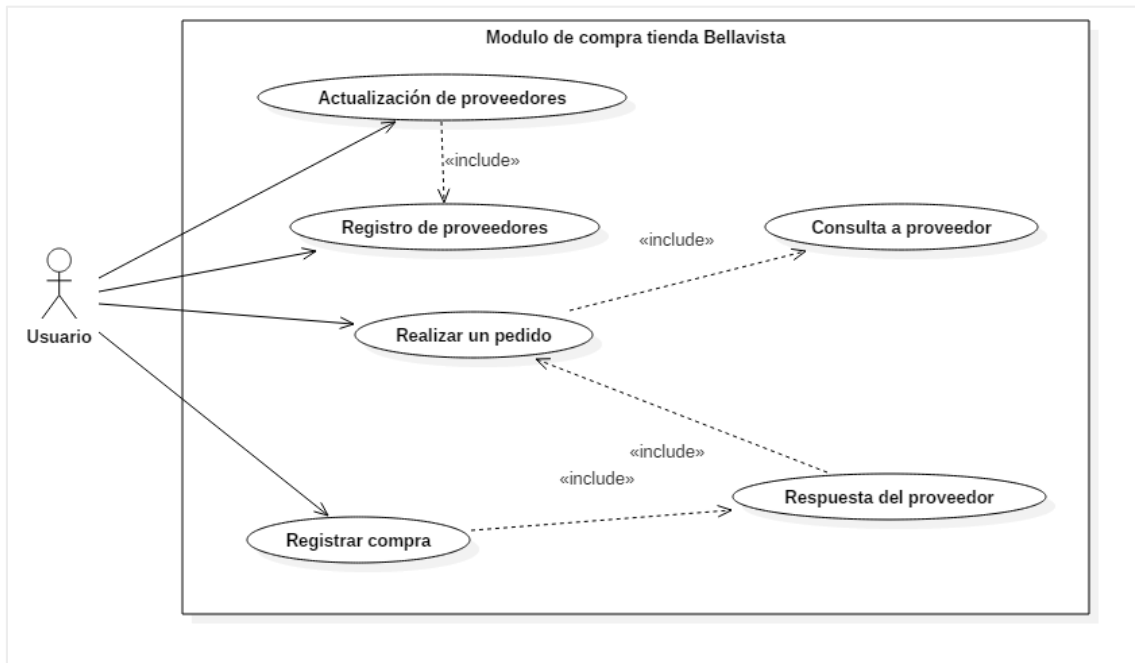 Modulo de compra tienda Bellavista
Actualización de proveedores
«include»
Registro de proveedores
«include»
Consulta a proveedor
Usuario
Realizar un pedido
«include»
«include»
Respuesta del proveedor
Registrar compra